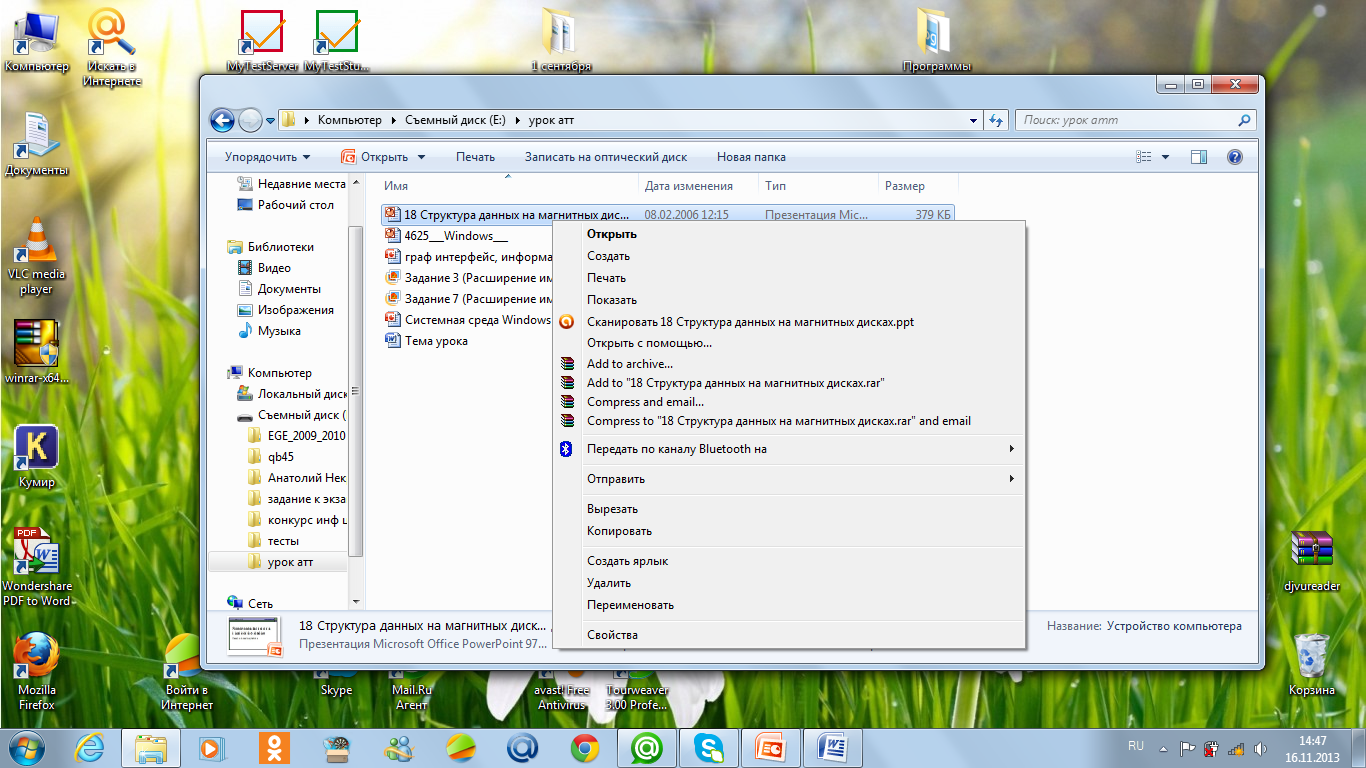 Компьютер
Искать в
Интернете
MyTestServer
MyTestStu...
1 сентября
Программы
Документы
VLC media
player
winrar-x64...
Кумир
PDF
Wondershare
PDF to Word
Mozilla
Firefox
Войти в
Интернет
Skype
Mail.Ru
Агент
avast! Free
Antivirus
Tourweaver
3.00 Profe...
djvureader
Корзина
Компьютер
Съемный диск (E:)
урок атт
Поиск: урок атт
Упорядочить
Открыть
Печать
Записать на оптический диск
Новая папка
Недавние места
Рабочий стол
Библиотеки
Видео
Документы
Изображения
Музыка
Компьютер
Локальный диск
Съемный диск (
EGE_2009_2010
qb45
Анатолий Нек
задание к экза
конкурс инф ц
тесты
урок атт
Сеть
Имя
Дата изменения
Тип
Размер
18 Структура данных на магнитных дис...
08.02.2006 12:15
Презентация Mic...
379 КБ
4625___Windows___
граф интерфейс, информа
Задание 3 (Расширение им
Задание 7 (Расширение им
Системная среда Windows
Тема урока
Открыть
Создать
Печать
Показать
Сканировать 18 Структура данных на магнитных дисках.ppt
Открыть с помощью...
Add to archive...
Add to "18 Структура данных на магнитных дисках.rar"
Compress and email...
Compress to "18 Структура данных на магнитных дисках.rar" and email
Передать по каналу Bluetooth на
Отправить
Вырезать
Копировать
Создать ярлык
Удалить
Переименовать
Свойства
18 Структура данных на магнитных диск...
Презентация Microsoft Office PowerPoint 97...
Название: Устройство компьютера
RU
14:47
16.11.2013